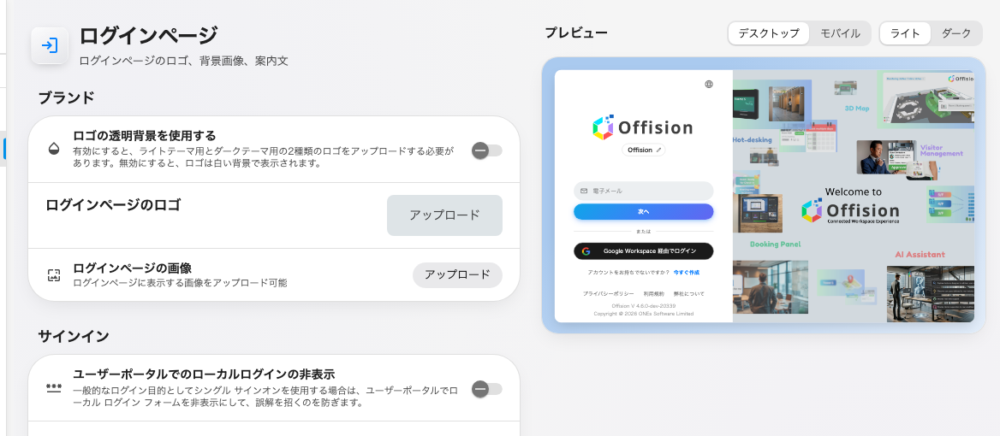 ログインページ
ログインページのロゴ、背景画像、案内文
ブランド
ロゴの透明背景を使用する
有効にすると、ライトテーマ用とダークテーマ用の2種類のロゴをアップロードする必要が
あります。無効にすると、ロゴは白い背景で表示されます。
ログインページのロゴ
アップロード
ログインページの画像
ログインページに表示する画像をアップロード可能
アップロード
サインイン
ユーザーポータルでのローカルログインの非表示
一般的なログイン目的としてシングル サインオンを使用する場合は、ユーザーポータルでロ
ーカル ログイン フォームを非表示にして、誤解を招くのを防ぎます。
プレビュー
デスクトップ
モバイル
ライト
ダーク
Offision
Offision
電子メール
次へ
または
Google Workspace 経由でログイン
アカウントをお持ちでないですか? 今すぐ作成
プライバシーポリシー 利用規約 弊社について
Offision V 4.6.0-dev-20339
Copyright @ 2026 ONEs Software Limited
Offision
3D Map
Hot-desking
Visitor
Management
Welcome to
Offision
Connected Workspace Experience
Booking Panel
AI Assistant